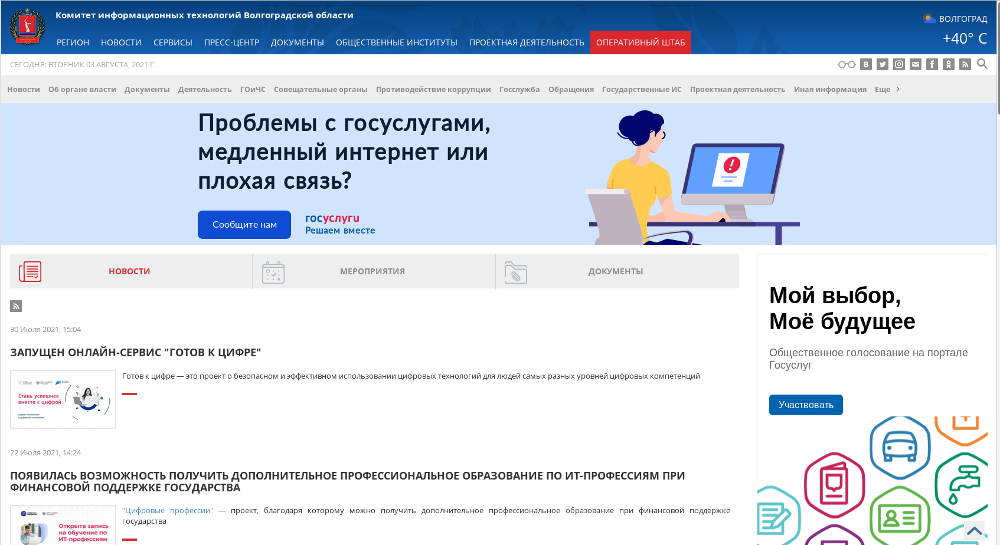 Комитет информационных технологий Волгоградской области
ВОЛГОГРАД
+40° C
РЕГИОН НОВОСТИ СЕРВИСЫ ПРЕСС-ЦЕНТР ДОКУМЕНТЫ ОБЩЕСТВЕННЫЕ ИНСТИТУТЫ ПРОЕКТНАЯ ДЕЯТЕЛЬНОСТЬ ОПЕРАТИВНЫЙ ШТАБ
СЕГОДНЯ: ВТОРНИК 03 АВГУСТА, 2021 Г.
Новости Об органе власти Документы Деятельность ГОиЧС Совещательные органы Противодействие коррупции Госслужба Обращения Государственные ИС Проектная деятельность Иная информация Еще
Проблемы с госуслугами,
медленный интернет или
плохая связь?
Сообщите нам
госуслуги
Решаем вместе
НОВОСТИ МЕРОПРИЯТИЯ ДОКУМЕНТЫ
30 Июля 2021, 15:04
ЗАПУЩЕН ОНЛАЙН-СЕРВИС "ГОТОВ К ЦИФРЕ"
Стань успешнее
вместе с цифрой
сервис готовности
к цифровой экономике
Готов к цифре — это проект о безопасном и эффективном использовании цифровых технологий для людей самых разных уровней цифровых компетенций
22 Июля 2021, 14:24
ПОЯВИЛАСЬ ВОЗМОЖНОСТЬ ПОЛУЧИТЬ ДОПОЛНИТЕЛЬНОЕ ПРОФЕССИОНАЛЬНОЕ ОБРАЗОВАНИЕ ПО ИТ-ПРОФЕССИЯМ ПРИ
ФИНАНСОВОЙ ПОДДЕРЖКЕ ГОСУДАРСТВА
Открыта запись
на обучение по
ИТ-профессиям
"Цифровые профессии" — проект, благодаря которому можно получить дополнительное профессиональное образование при финансовой поддержке
государства
Мой выбор,
Моё будущее
Общественное голосование на портале
Госуслуг
Участвовать